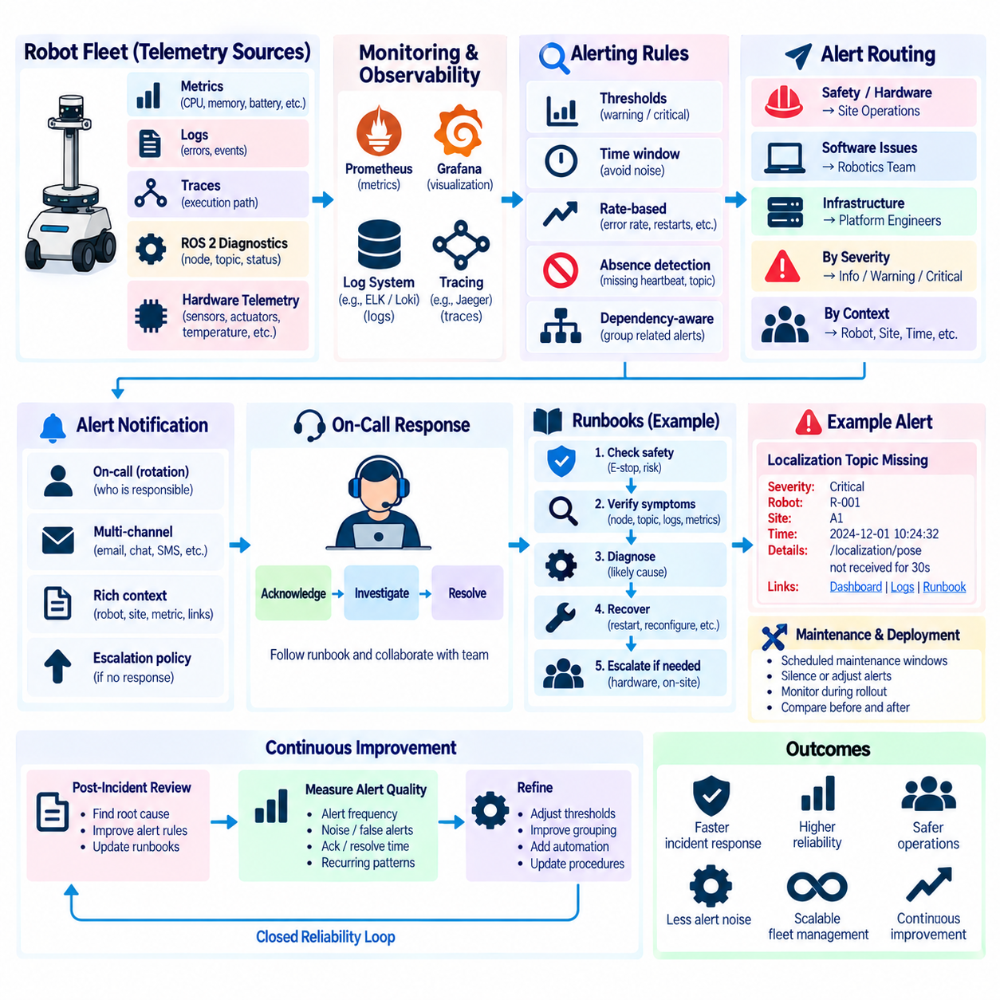 Robot Fleet (Telemetry Sources)
Metrics
(CPU, memory, battery, etc.)
Logs
(errors, events)
Traces
(execution path)
ROS 2 Diagnostics
(node, topic, status)
Hardware Telemetry
(sensors, actuators,
temperature, etc.)
Monitoring &
Observability
Prometheus
(metrics)
Grafana
(visualization)
Log System
(e.g., ELK / Loki)
(logs)
Tracing
(e.g., Jaeger)
(traces)
Alerting Rules
Thresholds
(warning / critical)
Time window
(avoid noise)
Rate-based
(error rate, restarts, etc.)
Absence detection
(missing heartbeat, topic)
Dependency-aware
(group related alerts)
Alert Routing
Safety / Hardware
→ Site Operations
Software Issues
→ Robotics Team
Infrastructure
→ Platform Engineers
By Severity
→ Info / Warning / Critical
By Context
→ Robot, Site, Time, etc.
Alert Notification
On-call (rotation)
(who is responsible)
Multi-channel
(email, chat, SMS, etc.)
Rich context
(robot, site, metric, links)
Escalation policy
(if no response)
On-Call Response
Acknowledge
Investigate
Resolve
Follow runbook and collaborate with team
Runbooks (Example)
1. Check safety
(E-stop, risk)
2. Verify symptoms
(node, topic, logs, metrics)
3. Diagnose
(likely cause)
4. Recover
(restart, reconfigure, etc.)
5. Escalate if needed
(hardware, on-site)
Example Alert
Localization Topic Missing
Severity: Critical
Robot: R-001
Site: A1
Time: 2024-12-01 10:24:32
Details: /localization/pose
not received for 30s
Links: Dashboard | Logs | Runbook
Maintenance & Deployment
• Scheduled maintenance windows
• Silence or adjust alerts
• Monitor during rollout
• Compare before and after
Continuous Improvement
Post-Incident Review
• Find root cause
• Improve alert rules
• Update runbooks
Measure Alert Quality
• Alert frequency
• Noise / false alerts
• Ack / resolve time
• Recurring patterns
Refine
• Adjust thresholds
• Improve grouping
• Add automation
• Update procedures
Closed Reliability Loop
Outcomes
Faster
incident response
Higher
reliability
Safer
operations
Less alert noise
Scalable
fleet management
Continuous
improvement